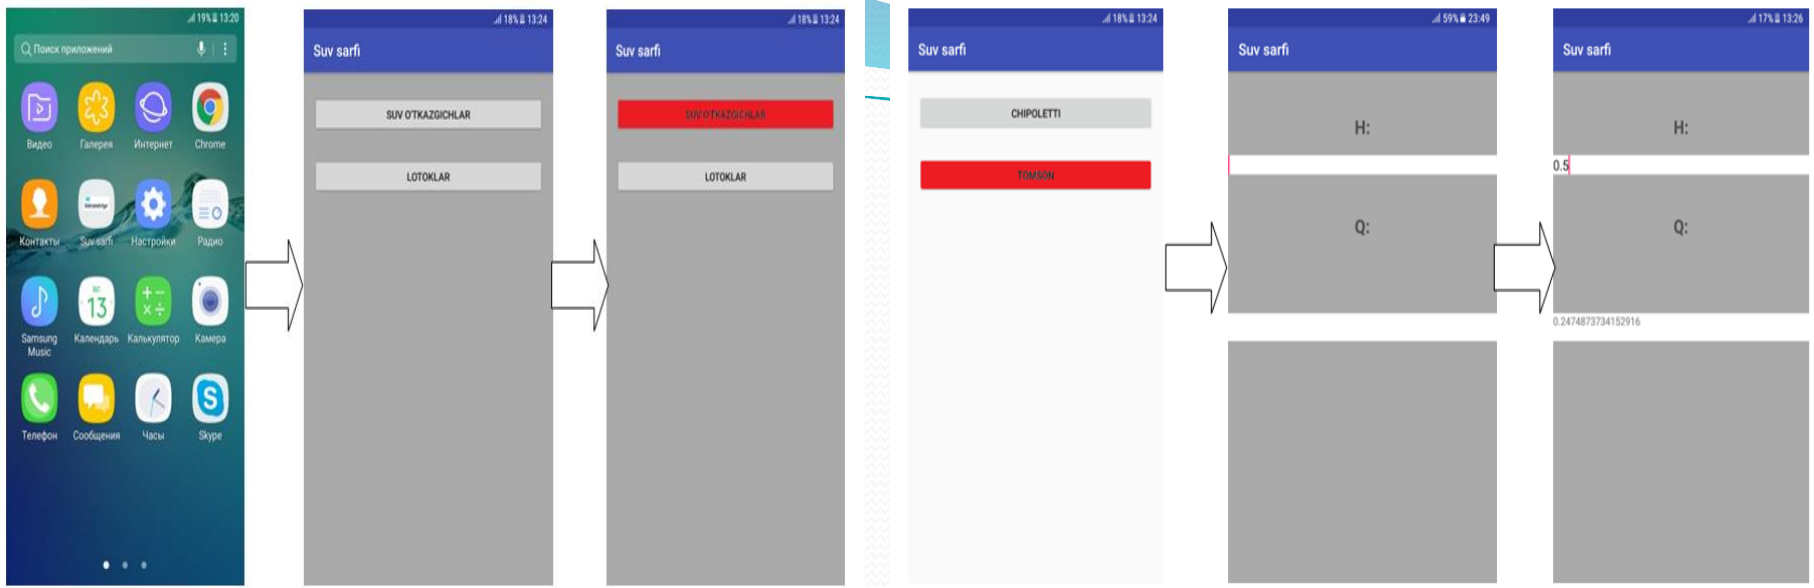 19% 13:20
Поиск приложений
Видео
Галерея
Интернет
Chrome
Контакты
Suv sarfi
Настройки
Радио
ВС
13
Samsung Music
Календарь
Калькулятор
Камера
Телефон
Сообщения
Часы
Skype
18% 13:24
Suv sarfi
SUV O'TKAZGICHLAR
LOTOKLAR
18% 13:24
Suv sarfi
SUV O'TKAZGICHLAR
LOTOKLAR
18% 13:24
Suv sarfi
CHIPOLETTI
TOMSON
59% 23:49
Suv sarfi
H:
Q:
17% 13:26
Suv sarfi
H:
0.5
Q:
0.2474873734152916